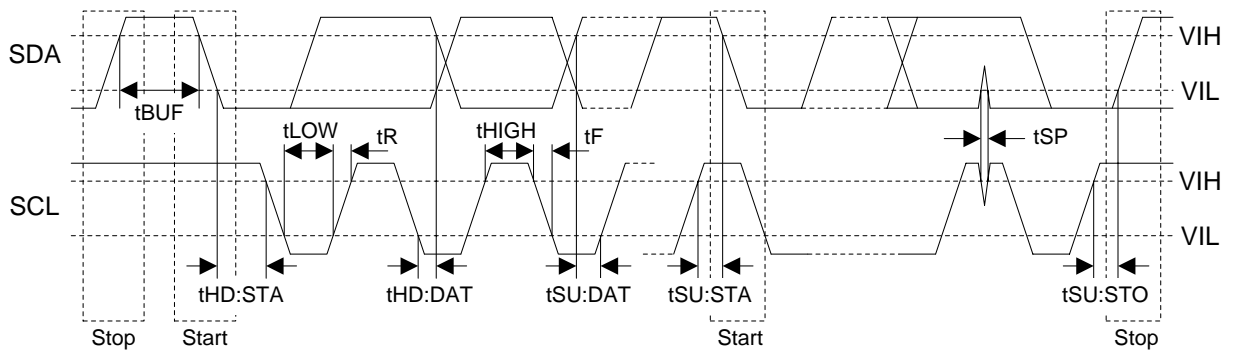 SDA
VIH
VIL
tBUF
tLOW
tR
tHIGH
tF
tSP
SCL
VIH
VIL
tHD:STA
tHD:DAT
tSU:DAT
tSU:STA
tSU:STO
Stop
Start
Start
Stop